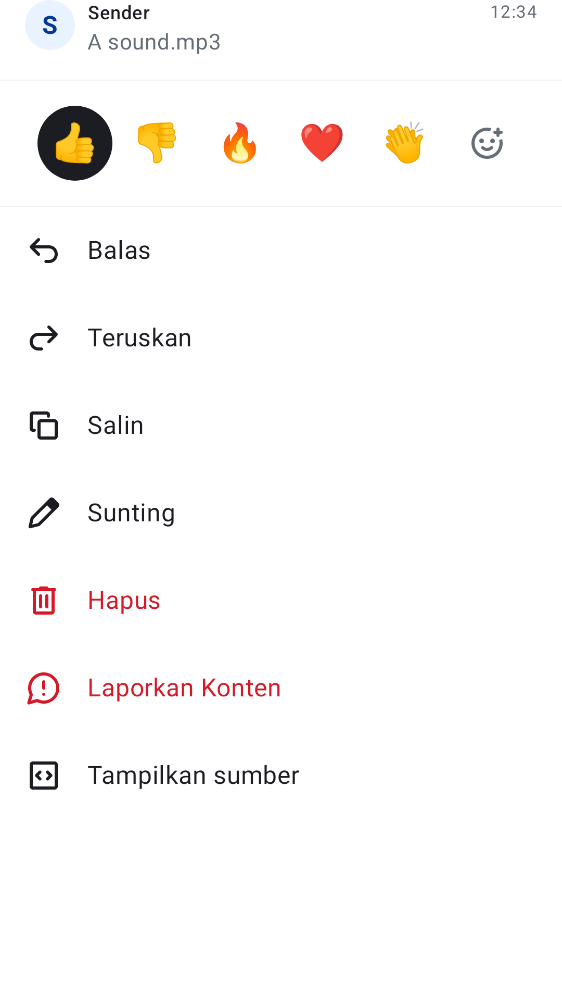 S
Sender
12:34
A sound.mp3
Balas
Teruskan
Salin
Sunting
Hapus
Laporkan Konten
Tampilkan sumber